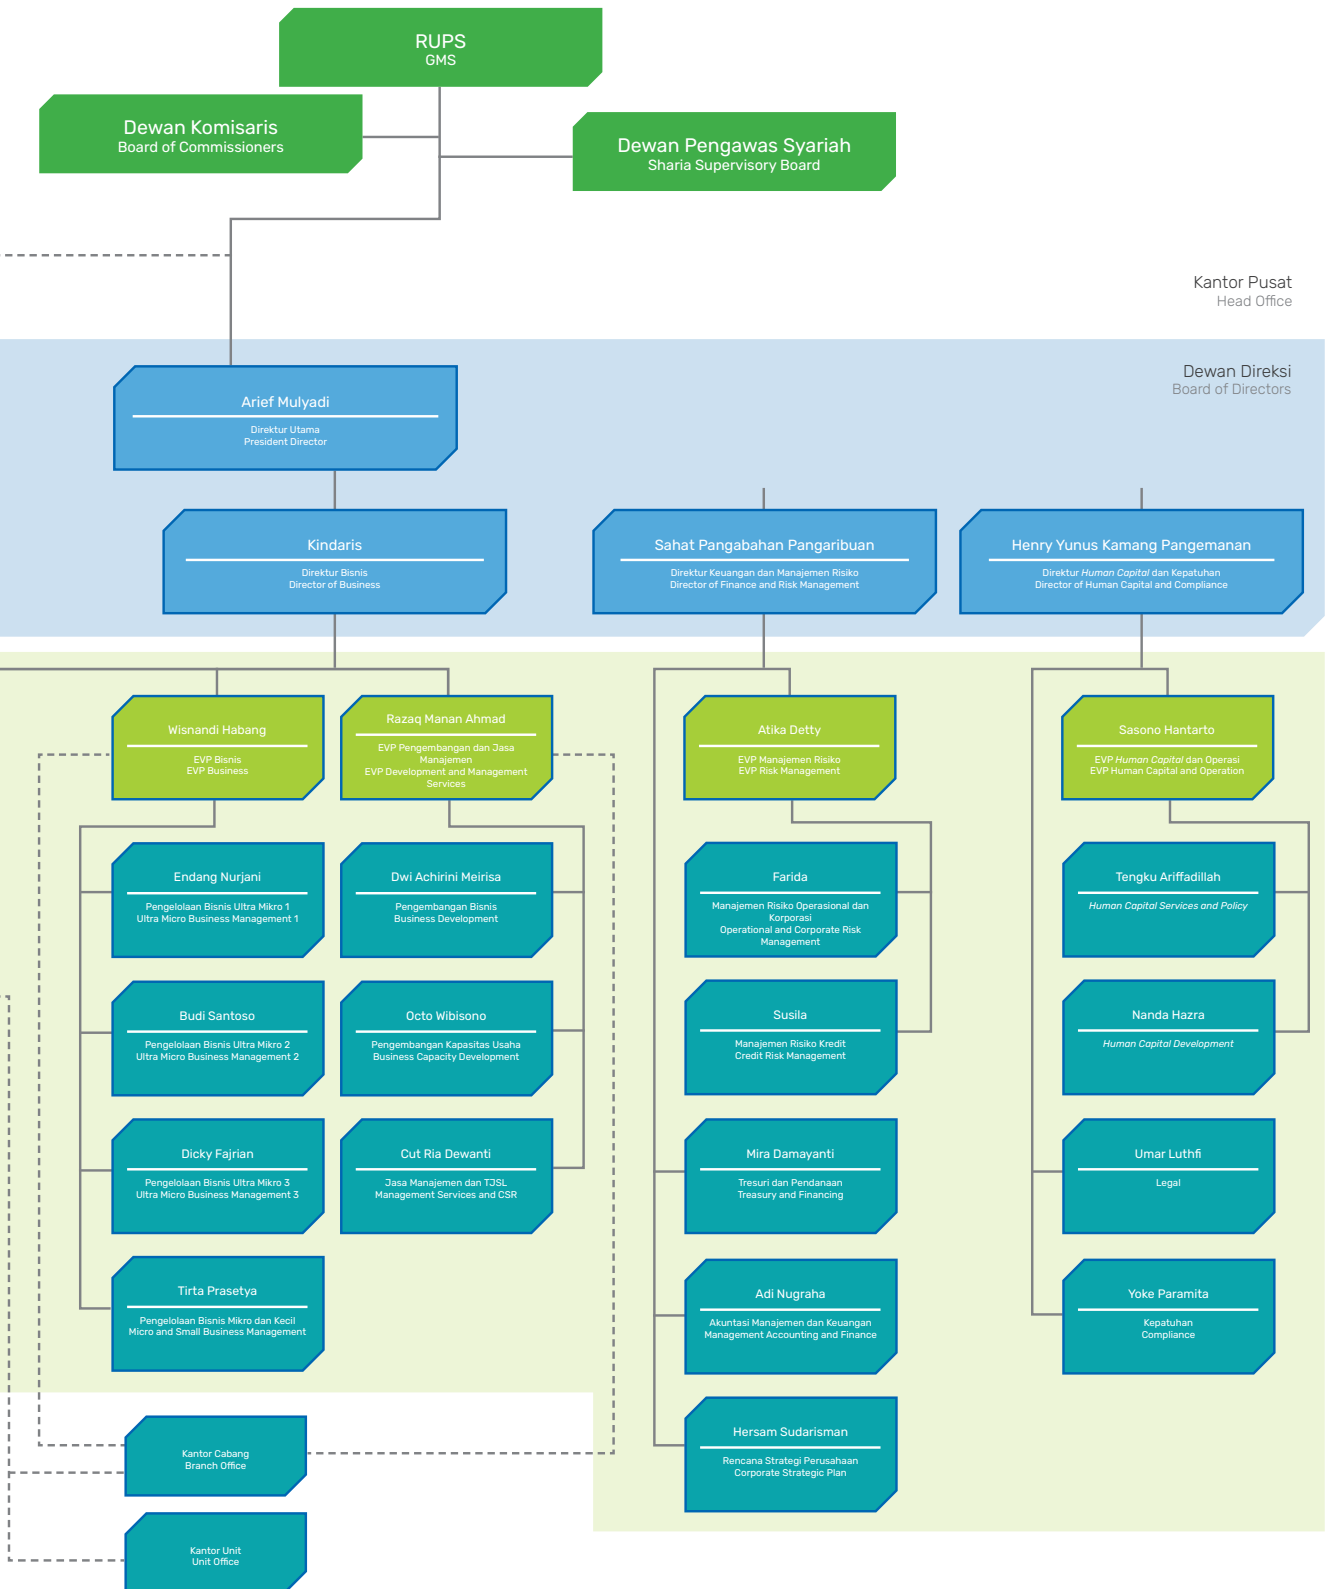 RUPS
GMS
Dewan Komisaris
Board of Commissioners
Dewan Pengawas Syariah
Sharia Supervisory Board
Kantor Pusat
Head Office
Dewan Direksi
Board of Directors
Arief Mulyadi
Direktur Utama
President Director
Kindaris
Direktur Bisnis
Director of Business
Sahat Pangabahan Pangaribuan
Direktur Keuangan dan Manajemen Risiko
Director of Finance and Risk Management
Henry Yunus Kamang Pangemanan
Direktur Human Capital dan Kepatuhan
Director of Human Capital and Compliance
Wisnandi Habang
EVP Bisnis
EVP Business
Razaq Manan Ahmad
EVP Pengembangan dan Jasa
Manajemen
EVP Development and Management
Services
Atika Detty
EVP Manajemen Risiko
EVP Risk Management
Sasono Hantarto
EVP Human Capital dan Operasi
EVP Human Capital and Operation
Endang Nurjani
Pengelolaan Bisnis Ultra Mikro 1
Ultra Micro Business Management 1
Dwi Achirini Meirisa
Pengembangan Bisnis
Business Development
Farida
Manajemen Risiko Operasional dan
Korporasi
Operational and Corporate Risk
Management
Tengku Ariffadillah
Human Capital Services and Policy
Budi Santoso
Pengelolaan Bisnis Ultra Mikro 2
Ultra Micro Business Management 2
Octo Wibisono
Pengembangan Kapasitas Usaha
Business Capacity Development
Susila
Manajemen Risiko Kredit
Credit Risk Management
Nanda Hazra
Human Capital Development
Dicky Fajrian
Pengelolaan Bisnis Ultra Mikro 3
Ultra Micro Business Management 3
Cut Ria Dewanti
Jasa Manajemen dan TJSL
Management Services and CSR
Mira Damayanti
Tresuri dan Pendanaan
Treasury and Financing
Umar Luthfi
Legal
Tirta Prasetya
Pengelolaan Bisnis Mikro dan Kecil
Micro and Small Business Management
Adi Nugraha
Akuntasi Manajemen dan Keuangan
Management Accounting and Finance
Yoke Paramita
Kepatuhan
Compliance
Hersam Sudarisman
Rencana Strategi Perusahaan
Corporate Strategic Plan
Kantor Cabang
Branch Office
Kantor Unit
Unit Office